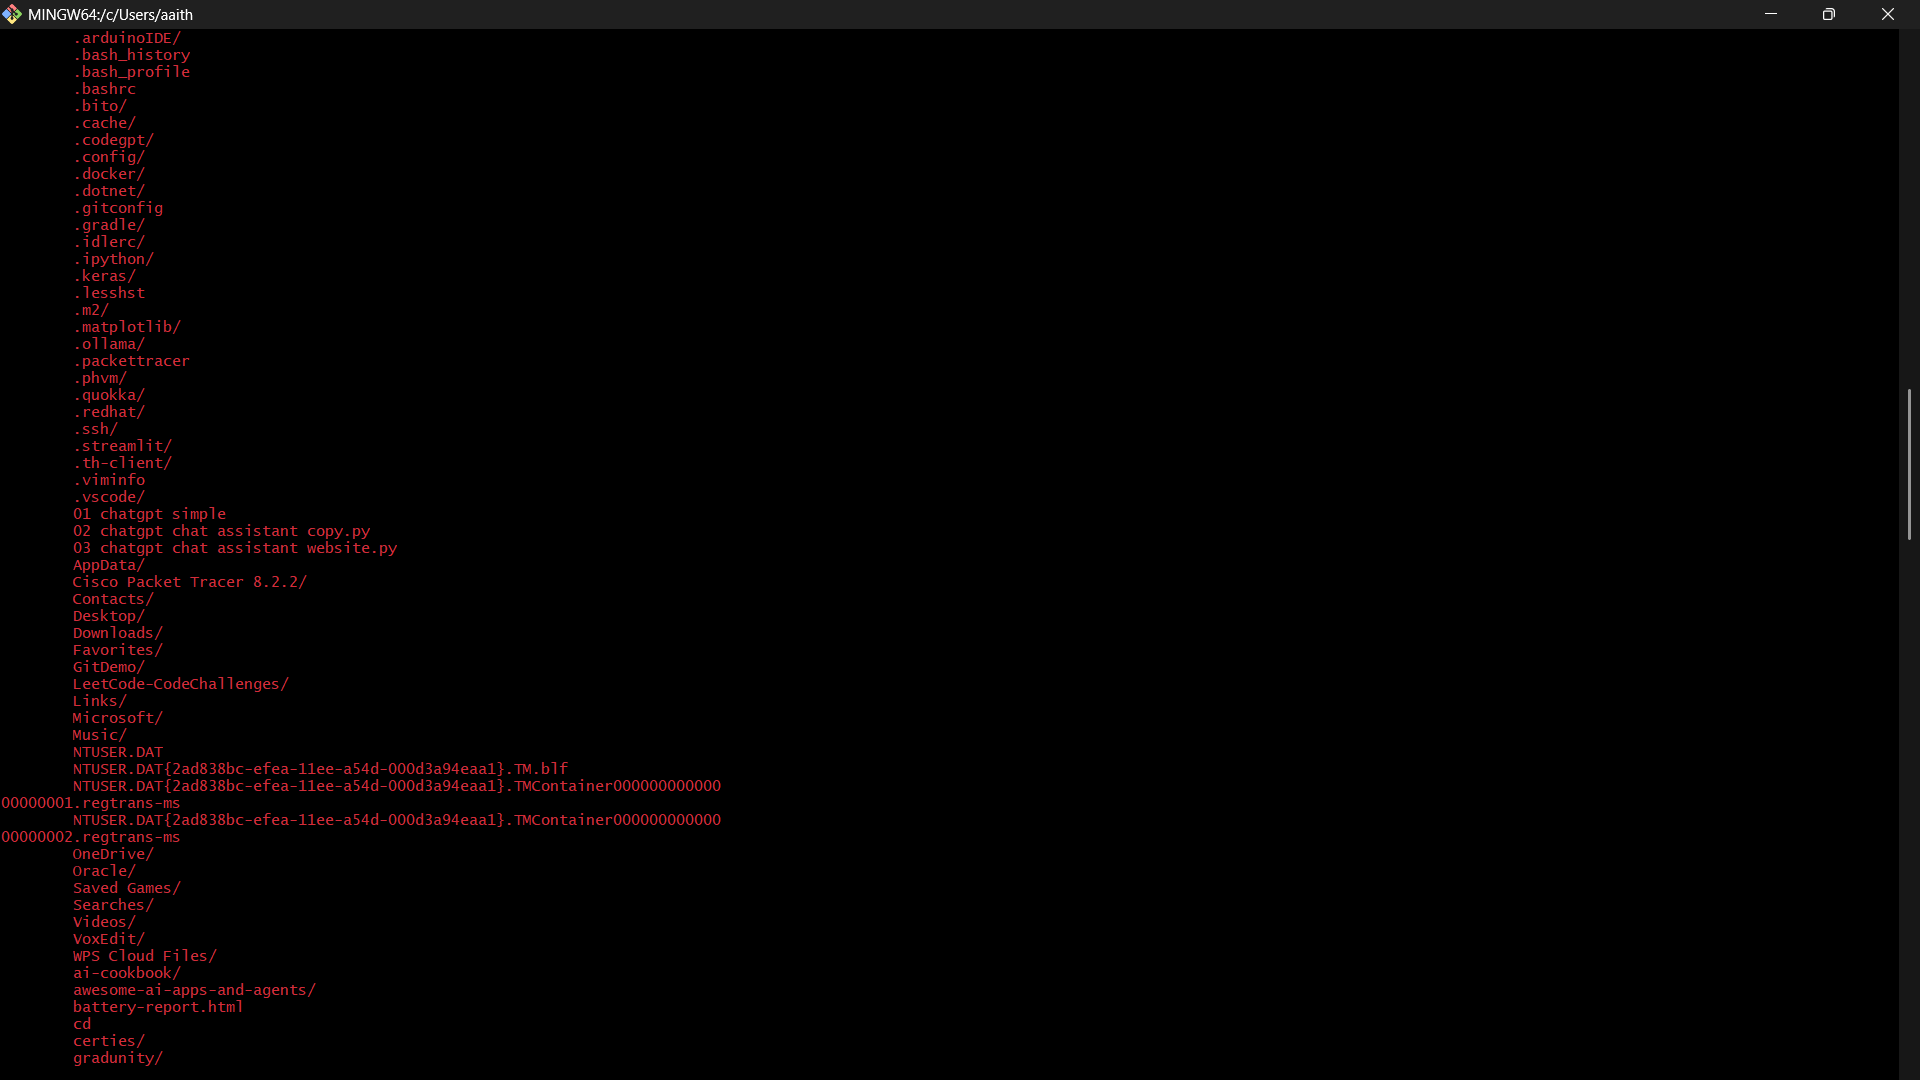 MINGW64:/c/Users/aaith
.arduinoIDE/
.bash_history
.bash_profile
.bashrc
.bito/
.cache/
.codegpt/
.config/
.docker/
.dotnet/
.gitconfig
.gradle/
.idlerc/
.ipython/
.keras/
.lesshst
.m2/
.matplotlib/
.ollama/
.packettracer
.phvm/
.quokka/
.redhat/
.ssh/
.streamlit/
.th-client/
.viminfo
.vscode/
01 chatgpt simple
02 chatgpt chat assistant copy.py
03 chatgpt chat assistant website.py
AppData/
Cisco Packet Tracer 8.2.2/
Contacts/
Desktop/
Downloads/
Favorites/
GitDemo/
LeetCode-CodeChallenges/
Links/
Microsoft/
Music/
NTUSER.DAT
NTUSER.DAT{2ad838bc-efea-11ee-a54d-000d3a94eaa1}.TM.blf
NTUSER.DAT{2ad838bc-efea-11ee-a54d-000d3a94eaa1}.TMContainer000000000000
00000001.regtrans-ms
NTUSER.DAT{2ad838bc-efea-11ee-a54d-000d3a94eaa1}.TMContainer000000000000
00000002.regtrans-ms
OneDrive/
Oracle/
Saved Games/
Searches/
Videos/
VoxEdit/
WPS Cloud Files/
ai-cookbook/
awesome-ai-apps-and-agents/
battery-report.html
cd
certies/
gradunity/